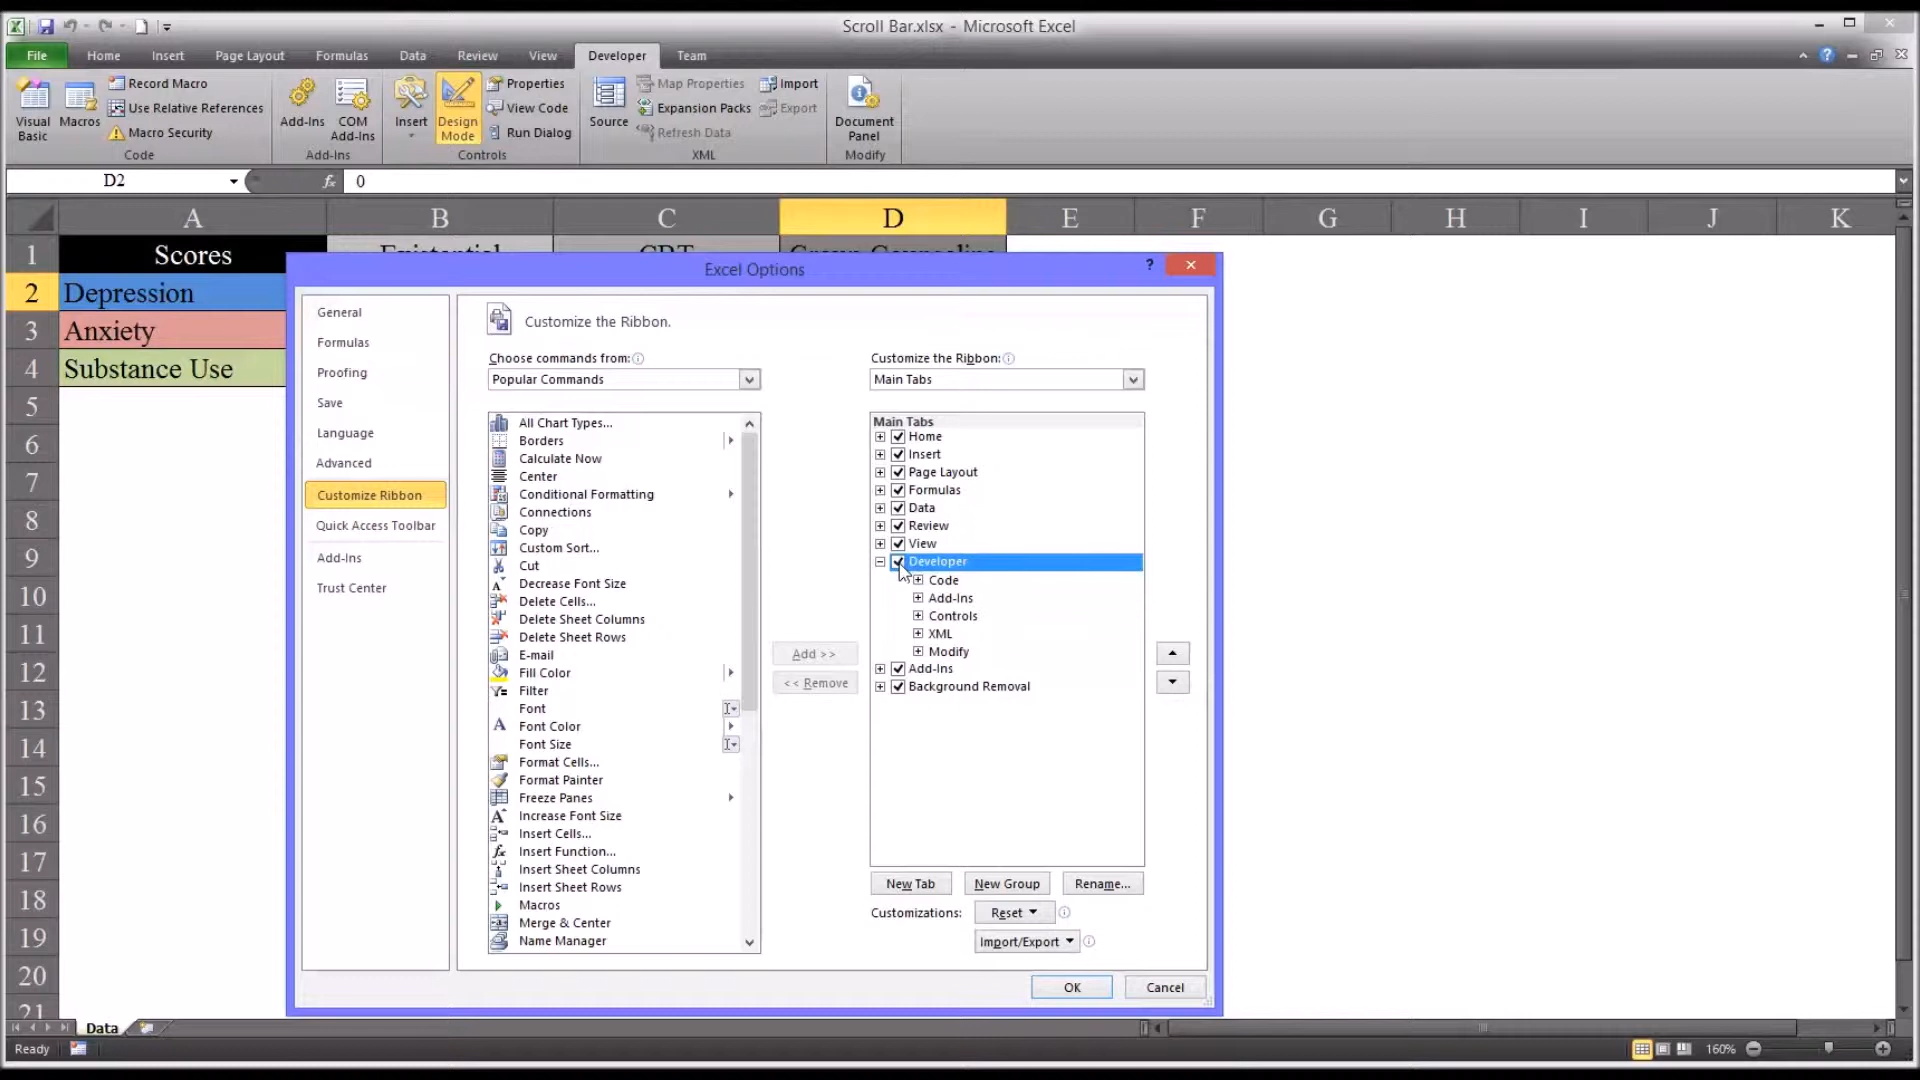 Scroll Bar.xlsx - Microsoft Excel
File Home Insert Page Layout Formulas Data Review View Developer Team
Visual Basic
Macros
Record Macro
Use Relative References
Macro Security
Code
Add-Ins
COM Add-Ins
Add-Ins
Insert
Design Mode
Properties
View Code
Run Dialog
Controls
Source
Map Properties
Expansion Packs
Refresh Data
Import
Export
XML
Document Panel
Modify
D2 fx 0
A B C D E F G H I J K
1 Scores Existential CBT Group Counseling
2 Depression
3 Anxiety
4 Substance Use
5
6
7
8
9
10
11
12
13
14
15
16
17
18
19
20
21
Excel Options ?
General
Formulas
Proofing
Save
Language
Advanced
Customize Ribbon
Quick Access Toolbar
Add-Ins
Trust Center
Customize the Ribbon.
Choose commands from:
Popular Commands
All Chart Types...
Borders
Calculate Now
Center
Conditional Formatting
Connections
Copy
Custom Sort...
Cut
Decrease Font Size
Delete Cells...
Delete Sheet Columns
Delete Sheet Rows
E-mail
Fill Color
Filter
Font
Font Color
Font Size
Format Cells...
Format Painter
Freeze Panes
Increase Font Size
Insert Cells...
Insert Function...
Insert Sheet Columns
Insert Sheet Rows
Macros
Merge & Center
Name Manager
Add >>
<< Remove
Customize the Ribbon:
Main Tabs
Main Tabs
Home
Insert
Page Layout
Formulas
Data
Review
View
Developer
Code
Add-Ins
Controls
XML
Modify
Add-Ins
Background Removal
New Tab New Group Rename...
Customizations: Reset
Import/Export
OK Cancel
Data
Ready 160%